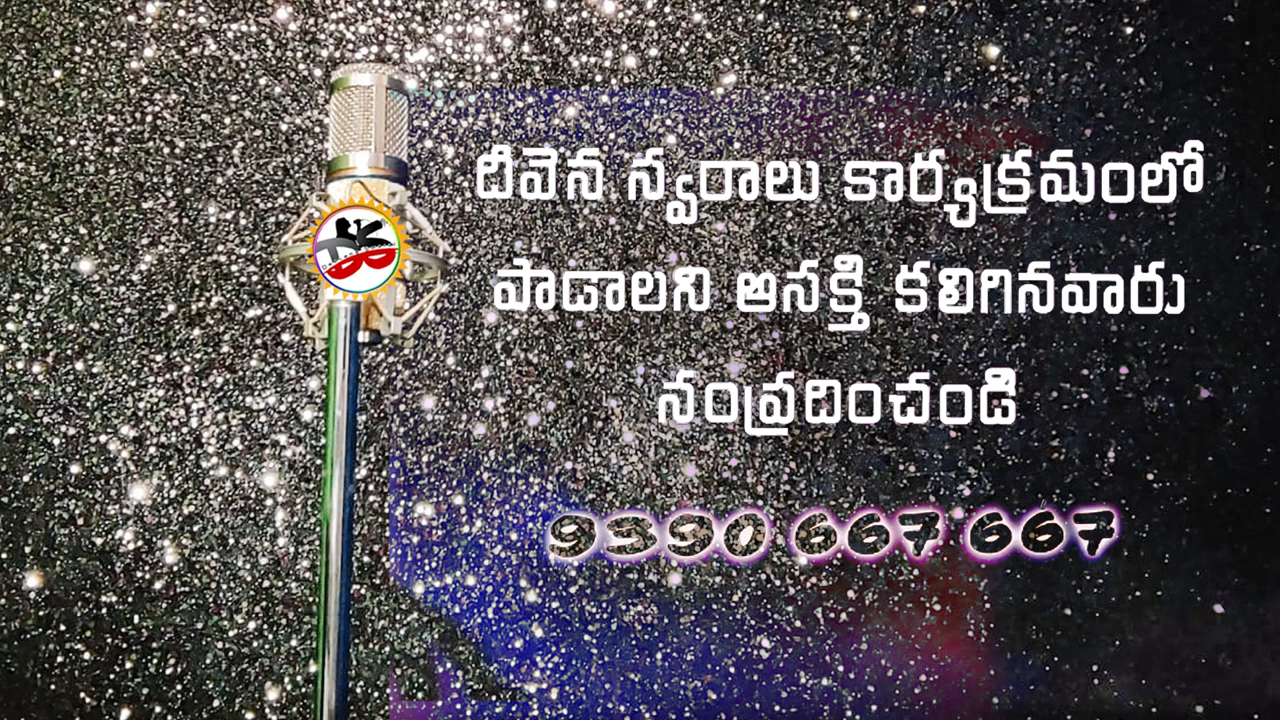 దీవెన స్వరాలు కార్యక్రమంలో
పాడాలని ఆసక్తి కలిగినవారు
సంప్రదించండి
9390 667 667